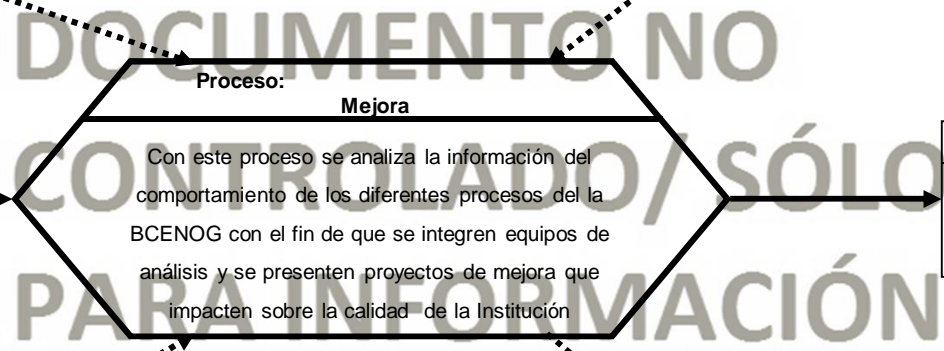 DOCUMENTO NO
Proceso:
Mejora
CONTROLADO/ SÓLO
Con este proceso se analiza la información del
comportamiento de los diferentes procesos del la
BCENOG con el fin de que se integren equipos de
análisis y se presenten proyectos de mejora que
impacten sobre la calidad de la Institución
PARA INFORMACIÓN